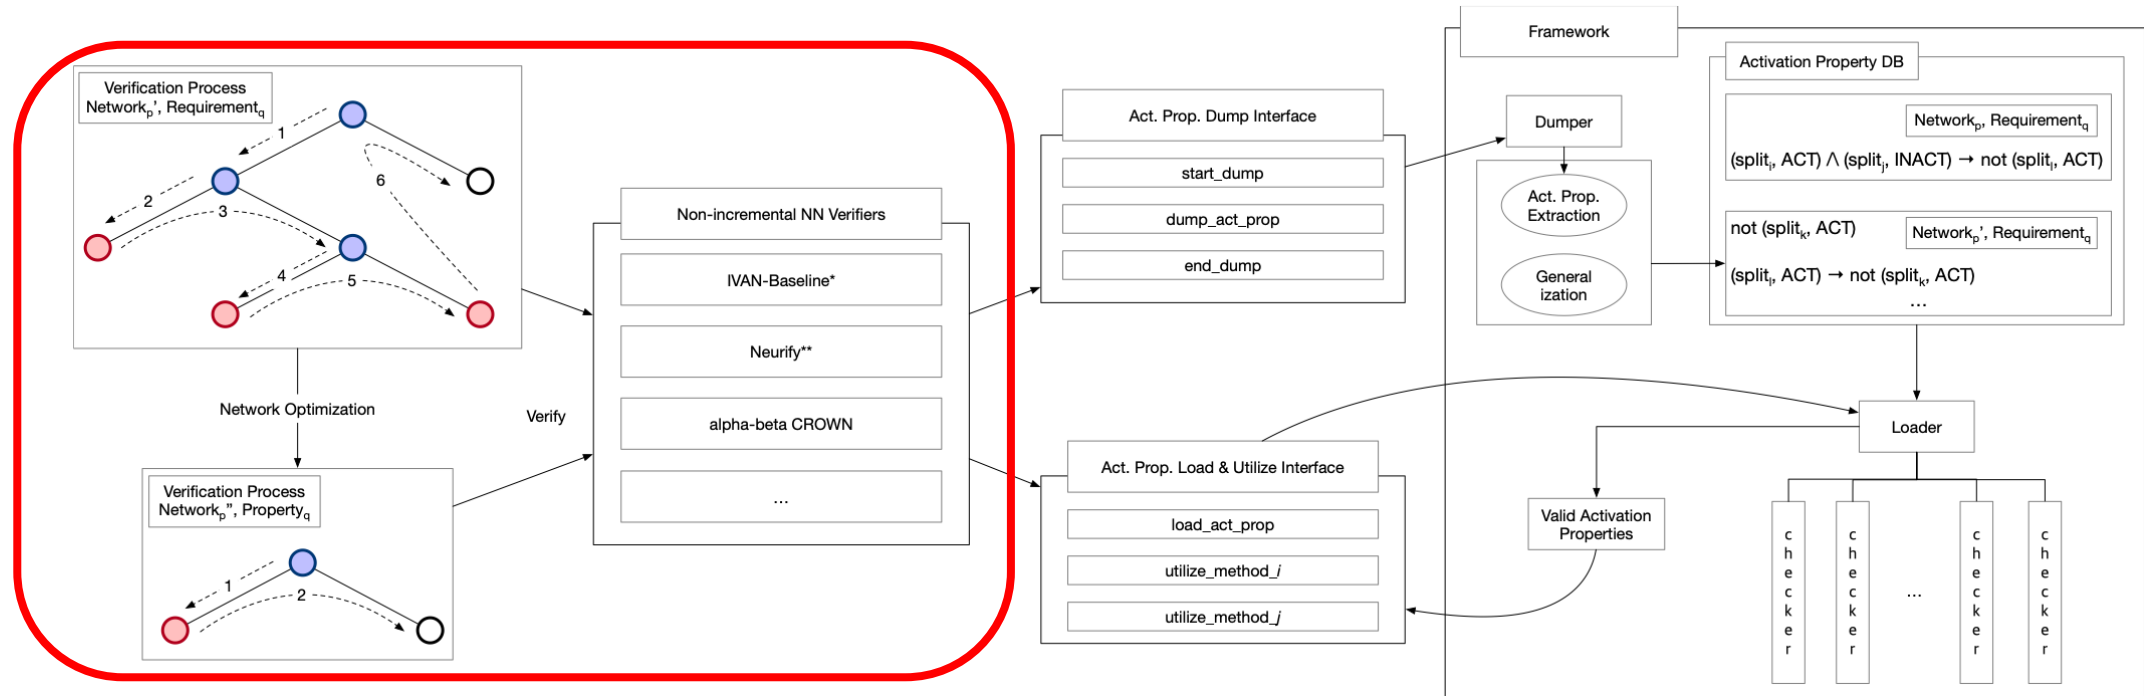 Verification Process
Networkp’, Requirementq
1
2
3
4
5
6
Network Optimization
Verification Process
Networkp”, Propertyq
1
2
Verify
Non-incremental NN Verifiers
IVAN-Baseline*
Neurify**
alpha-beta CROWN
...
Act. Prop. Dump Interface
start_dump
dump_act_prop
end_dump
Act. Prop. Load & Utilize Interface
load_act_prop
utilize_method_i
utilize_method_j
Framework
Dumper
Act. Prop.
Extraction
General
ization
Activation Property DB
Networkp, Requirementq
(spliti, ACT) ⋀ (splitj, INACT) → not (spliti, ACT)
not (splitk, ACT)
Networkp’, Requirementq
(splitl, ACT) → not (splitk, ACT)
...
Loader
Valid Activation
Properties
checker
checker
...
checker
checker